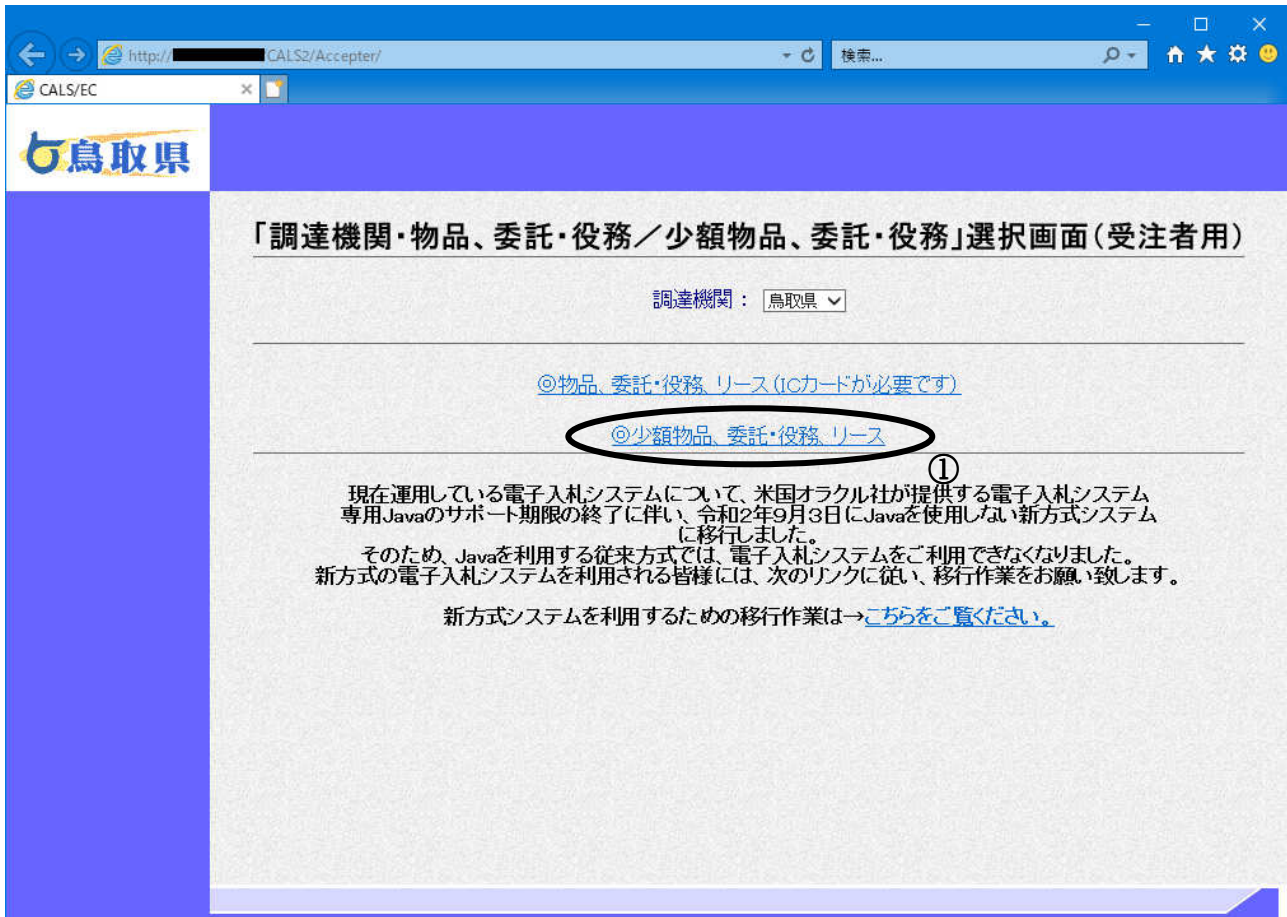 http:// CALS2/Accepter/
検索...
CALS/EC
鳥取県
「調達機関・物品、委託・役務／少額物品、委託・役務」選択画面（受注者用）
調達機関： 鳥取県
◎物品、委託・役務、リース（ICカードが必要です）
◎少額物品、委託・役務、リース
①
現在運用している電子入札システムについて、米国オラクル社が提供する電子入札システム
専用Javaのサポート期限の終了に伴い、令和2年9月3日にJavaを使用しない新方式システム
に移行しました。
そのため、Javaを利用する従来方式では、電子入札システムをご利用できなくなりました。
新方式の電子入札システムを利用される皆様には、次のリンクに従い、移行作業をお願い致します。
新方式システムを利用するための移行作業は→こちらをご覧ください。